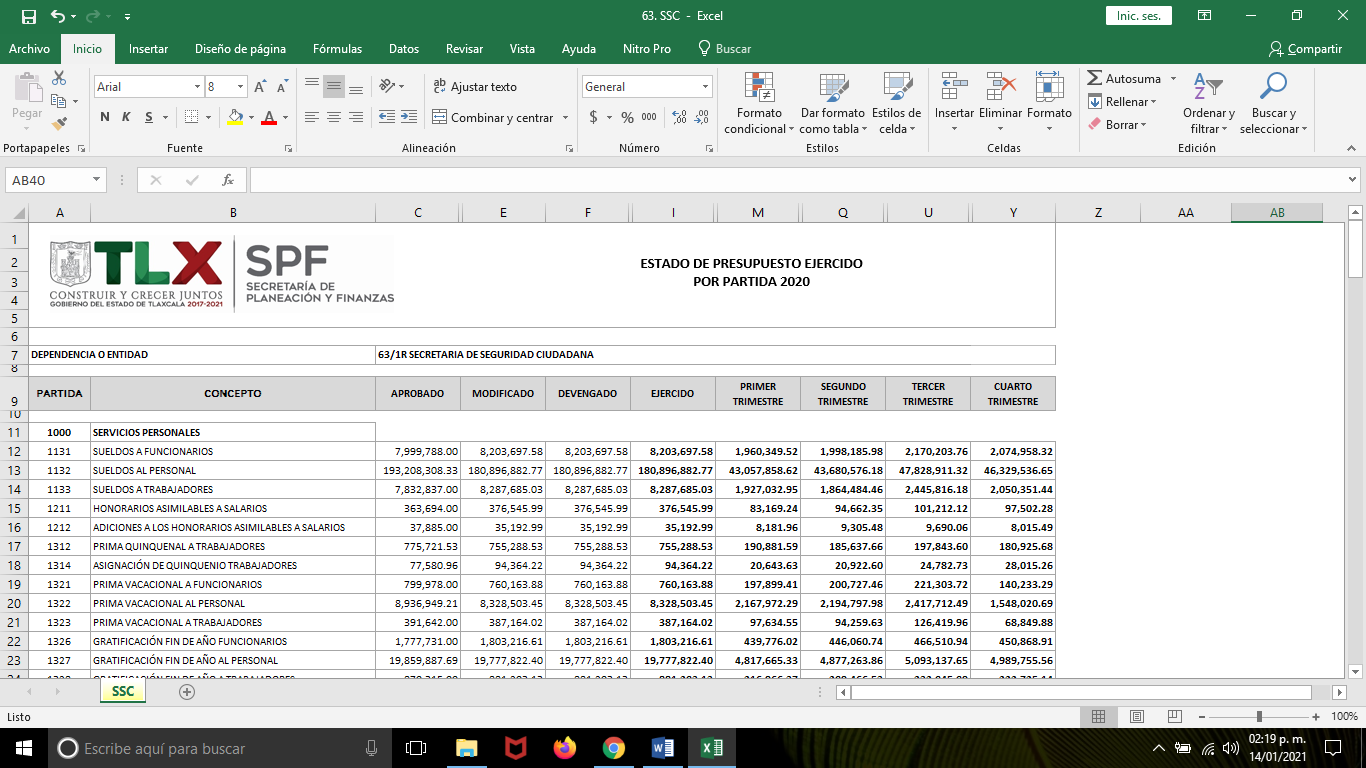 63. SSC - Excel
Inic. ses.
Archivo Inicio Insertar Diseño de página Fórmulas Datos Revisar Vista Ayuda Nitro Pro Buscar Compartir
Pegar
Arial 8
N K S
Ajustar texto
Combinar y centrar
General
$ % 000
Formato condicional
Dar formato como tabla
Estilos de celda
Insertar Eliminar Formato
Autosuma
Rellenar
Borrar
Ordenar y filtrar
Buscar y seleccionar
Portapapeles Fuente Alineación Número Estilos Celdas Edición
AB40
fx
A B C E F I M Q U Y Z AA AB
1
2
3
4
5
6
7
8
9
10
TLX
CONSTRUIR Y CRECER JUNTOS
GOBIERNO DEL ESTADO DE TLAXCALA 2017-2021
SPF
SECRETARÍA DE
PLANEACIÓN Y FINANZAS
ESTADO DE PRESUPUESTO EJERCIDO
POR PARTIDA 2020
DEPENDENCIA O ENTIDAD 63/1R SECRETARIA DE SEGURIDAD CIUDADANA
PARTIDA CONCEPTO APROBADO MODIFICADO DEVENGADO EJERCIDO PRIMER TRIMESTRE SEGUNDO TRIMESTRE TERCER TRIMESTRE CUARTO TRIMESTRE
11 1000 SERVICIOS PERSONALES
12 1131 SUELDOS A FUNCIONARIOS 7,999,788.00 8,203,697.58 8,203,697.58 8,203,697.58 1,960,349.52 1,998,185.98 2,170,203.76 2,074,958.32
13 1132 SUELDOS AL PERSONAL 193,208,308.33 180,896,882.77 180,896,882.77 180,896,882.77 43,057,858.62 43,680,576.18 47,828,911.32 46,329,536.65
14 1133 SUELDOS A TRABAJADORES 7,832,837.00 8,287,685.03 8,287,685.03 8,287,685.03 1,927,032.95 1,864,484.46 2,445,816.18 2,050,351.44
15 1211 HONORARIOS ASIMILABLES A SALARIOS 363,694.00 376,545.99 376,545.99 376,545.99 83,169.24 94,662.35 101,212.12 97,502.28
16 1212 ADICIONES A LOS HONORARIOS ASIMILABLES A SALARIOS 37,885.00 35,192.99 35,192.99 35,192.99 8,181.96 9,305.48 9,690.06 8,015.49
17 1312 PRIMA QUINQUENAL A TRABAJADORES 775,721.53 755,288.53 755,288.53 755,288.53 190,881.59 185,637.66 197,843.60 180,925.68
18 1314 ASIGNACIÓN DE QUINQUENIO TRABAJADORES 77,580.96 94,364.22 94,364.22 94,364.22 20,643.63 20,922.60 24,782.73 28,015.26
19 1321 PRIMA VACACIONAL A FUNCIONARIOS 799,978.00 760,163.88 760,163.88 760,163.88 197,899.41 200,727.46 221,303.72 140,233.29
20 1322 PRIMA VACACIONAL AL PERSONAL 8,936,949.21 8,328,503.45 8,328,503.45 8,328,503.45 2,167,972.29 2,194,797.98 2,417,712.49 1,548,020.69
21 1323 PRIMA VACACIONAL A TRABAJADORES 391,642.00 387,164.02 387,164.02 387,164.02 97,634.55 94,259.63 126,419.96 68,849.88
22 1326 GRATIFICACIÓN FIN DE AÑO FUNCIONARIOS 1,777,731.00 1,803,216.61 1,803,216.61 1,803,216.61 439,776.02 446,060.74 466,510.94 450,868.91
23 1327 GRATIFICACIÓN FIN DE AÑO AL PERSONAL 19,859,887.69 19,777,822.40 19,777,822.40 19,777,822.40 4,817,665.33 4,877,263.86 5,093,137.65 4,989,755.56
SSC
Listo
100%
Escribe aquí para buscar
02:19 p. m.
14/01/2021